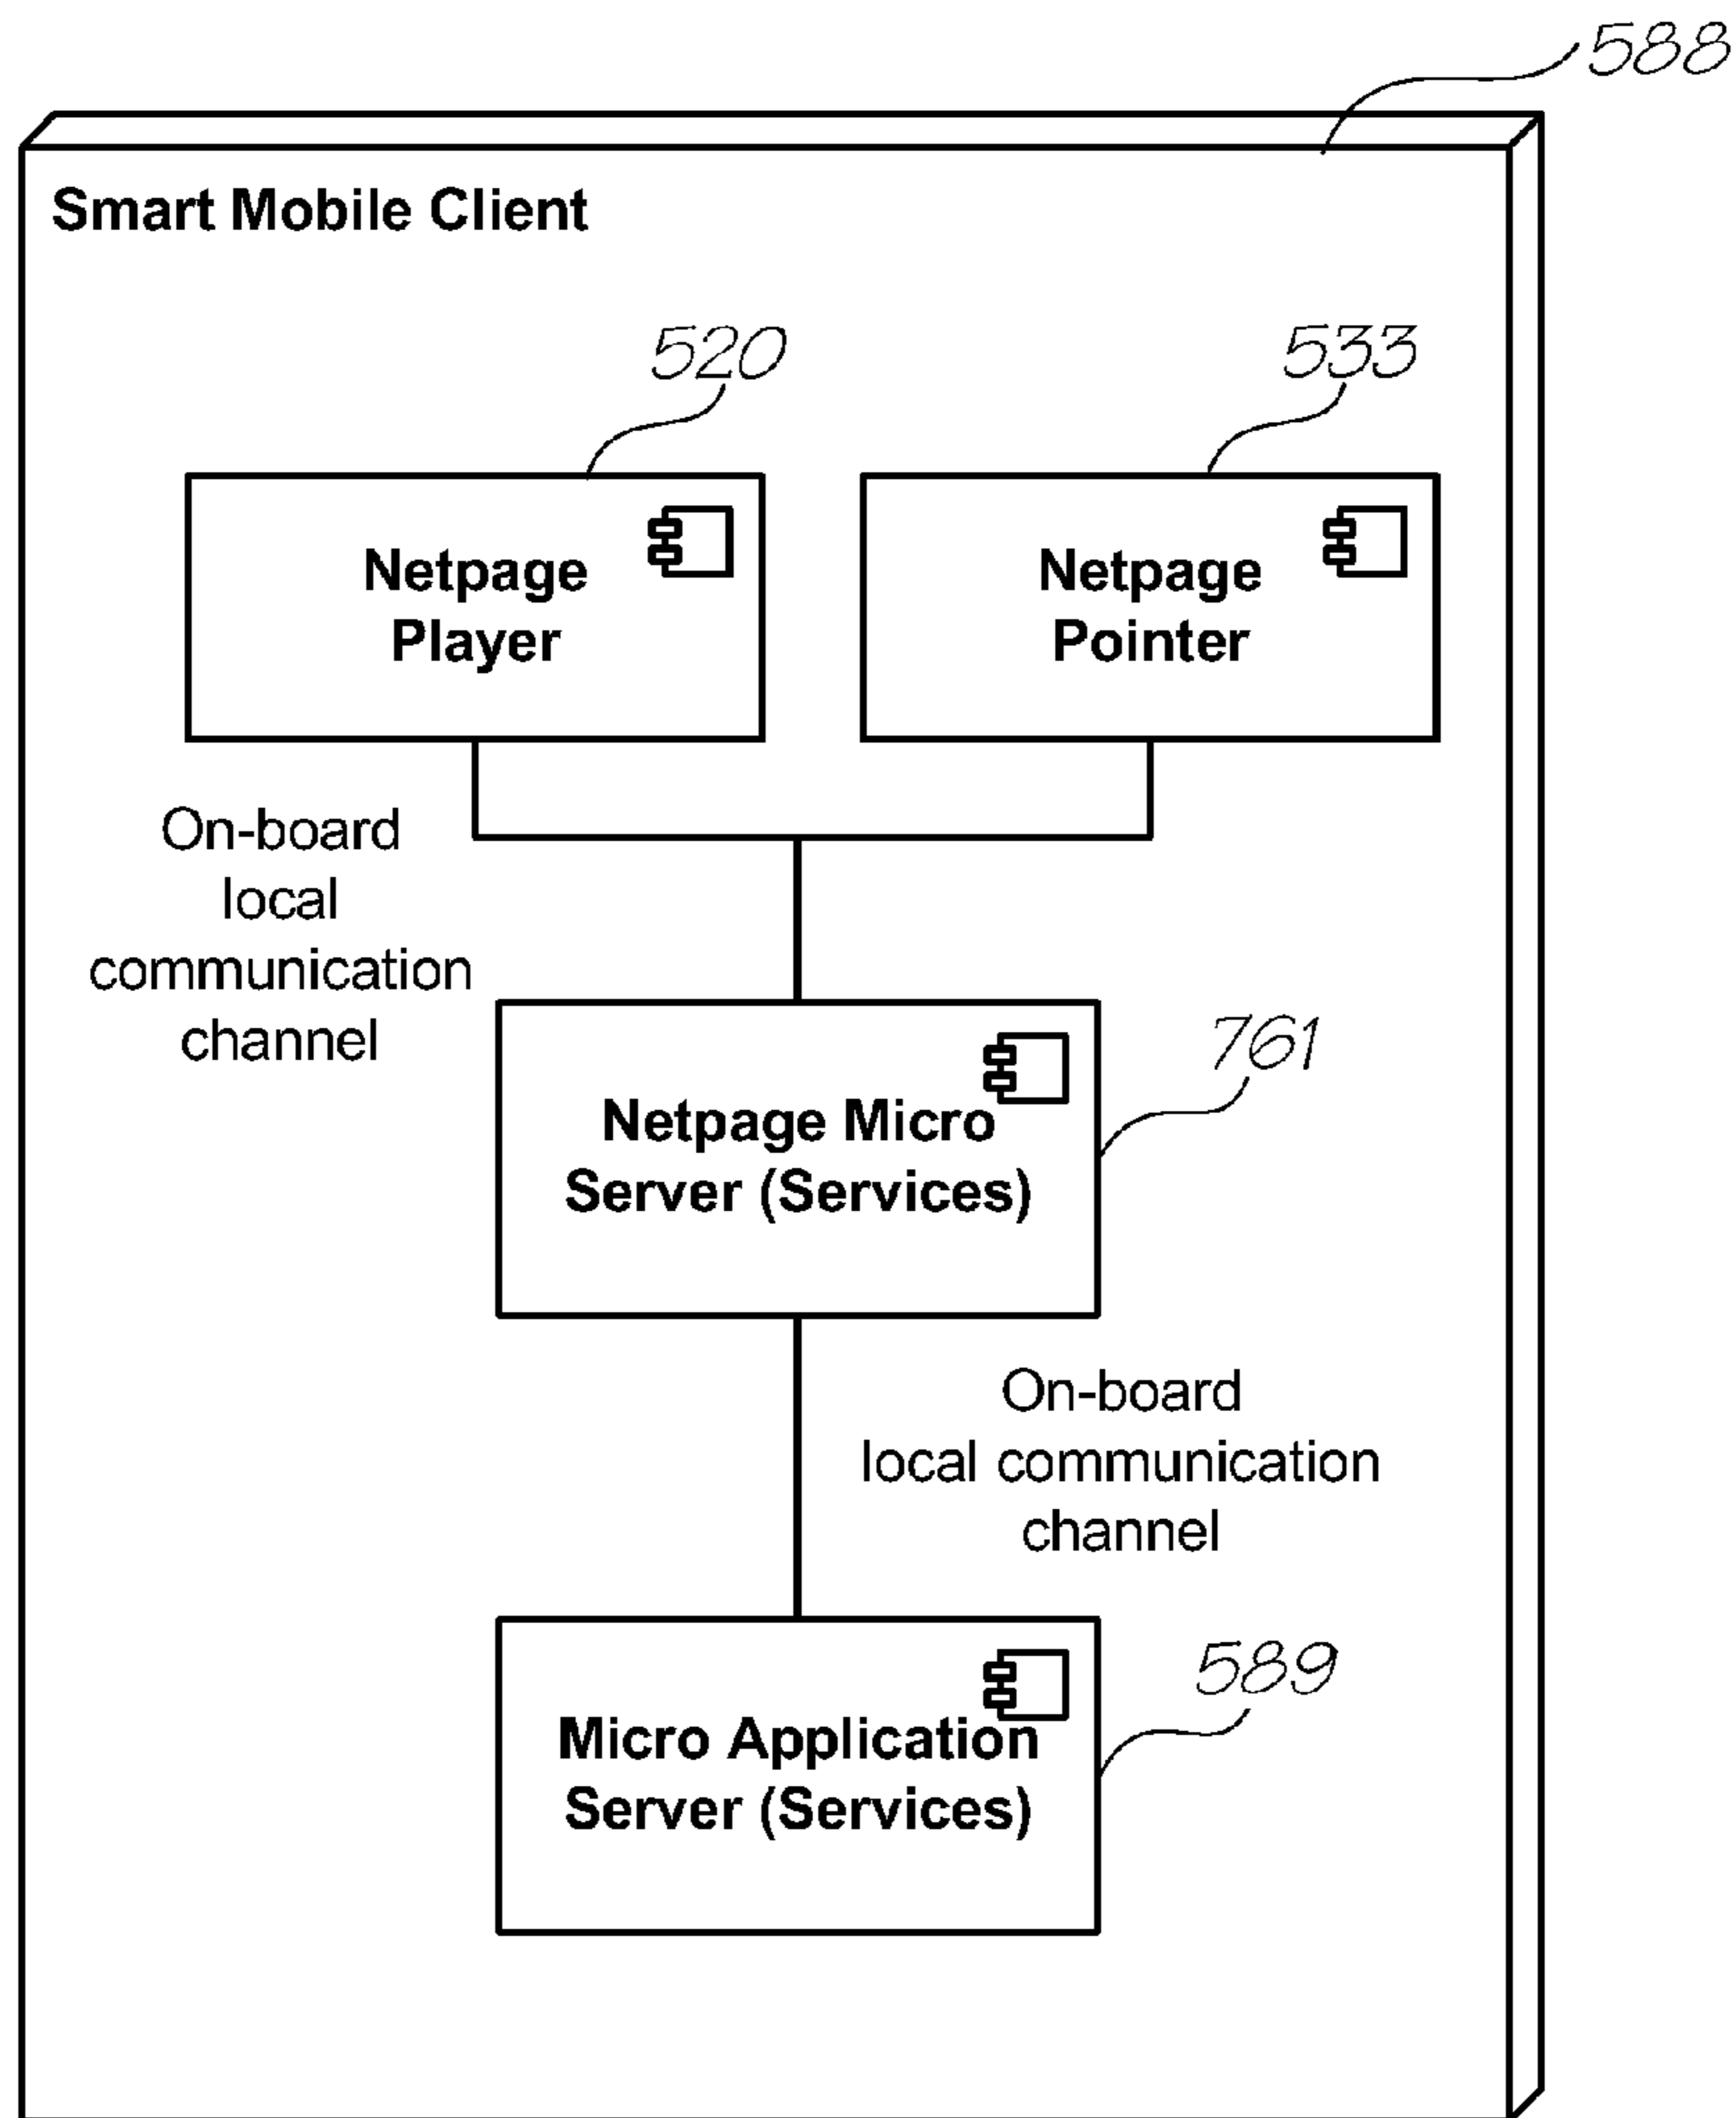 588
Smart Mobile Client
520
533
Netpage
Player
Netpage
Pointer
On-board
local
communication
channel
761
Netpage Micro
Server (Services)
On-board
local communication
channel
589
Micro Application
Server (Services)